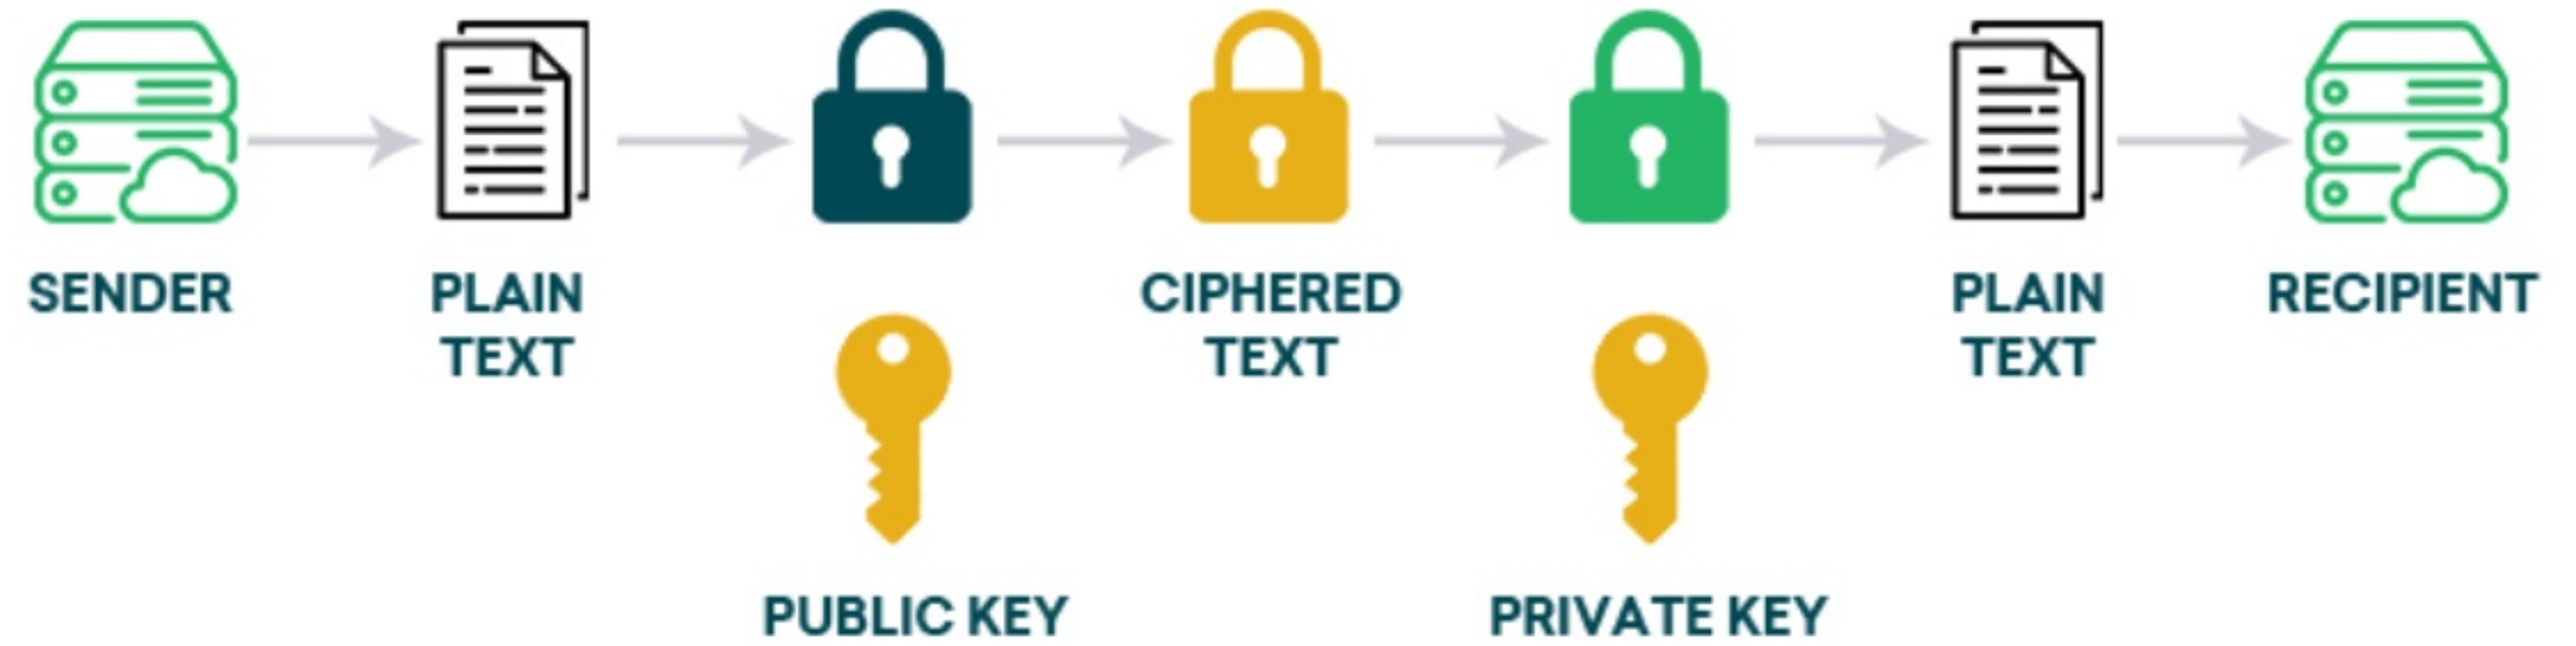 SENDER
PLAIN
TEXT
PUBLIC KEY
CIPHERED
TEXT
PRIVATE KEY
PLAIN
TEXT
RECIPIENT